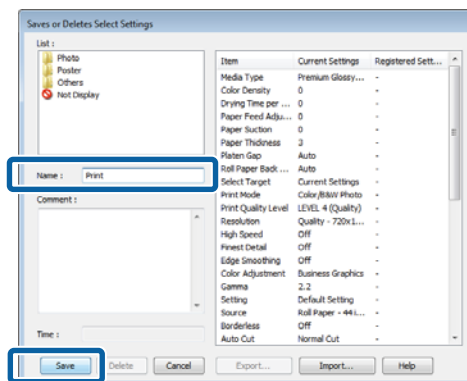 Saves or Deletes Select Settings
List :
Photo
Poster
Others
Not Display
Name : Print
Comment :
Time :
Item Current Settings Registered Sett...
Media Type Premium Glossy... -
Color Density 0 -
Drying Time per ... 0 -
Paper Feed Adju... 0 -
Paper Suction 0 -
Paper Thickness 3 -
Platen Gap Auto -
Roll Paper Back ... Auto -
Select Target Current Settings -
Print Mode Color/B&W Photo -
Print Quality Level LEVEL 4 (Quality) -
Resolution Quality - 720x1... -
High Speed Off -
Finest Detail Off -
Edge Smoothing Off -
Color Adjustment Business Graphics -
Gamma 2.2 -
Setting Default Setting -
Source Roll Paper - 44 i... -
Borderless Off -
Auto Cut Normal Cut -
Save Delete Cancel Export... Import... Help